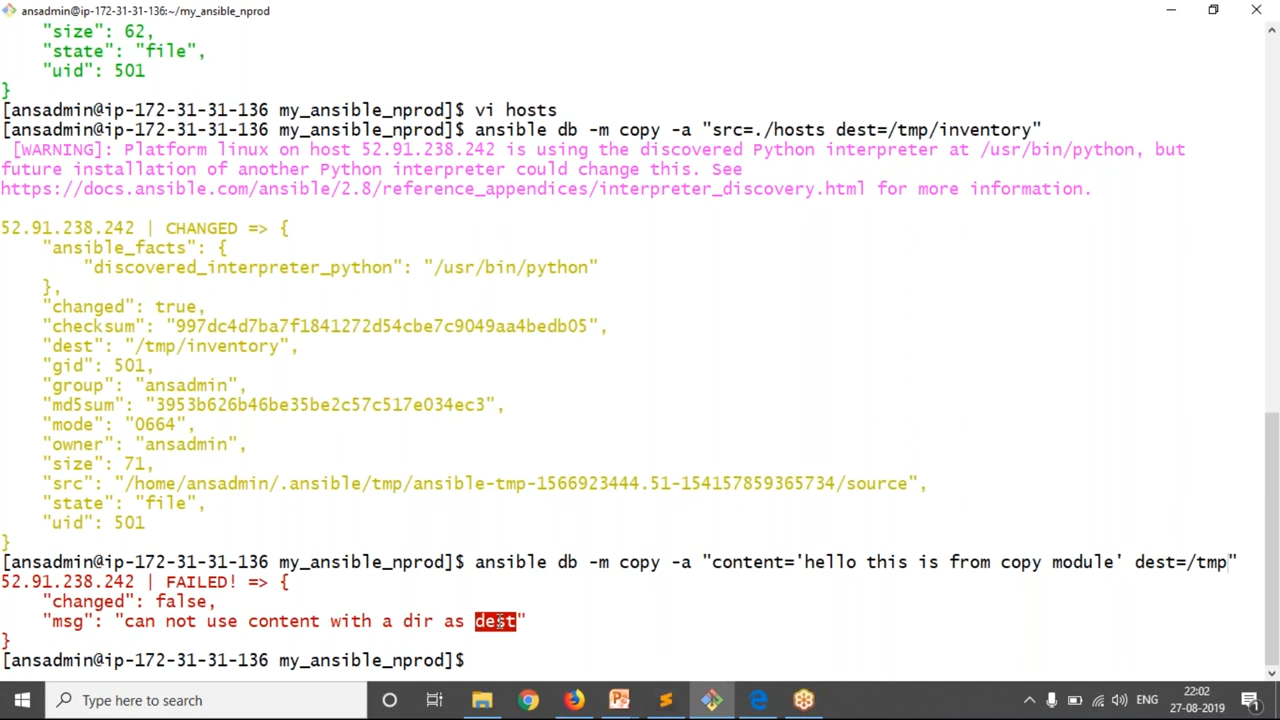 ansadmin@ip-172-31-31-136:~/my_ansible_nprod
"size": 62,
"state": "file",
"uid": 501
}
[ansadmin@ip-172-31-31-136 my_ansible_nprod]$ vi hosts
[ansadmin@ip-172-31-31-136 my_ansible_nprod]$ ansible db -m copy -a "src=./hosts dest=/tmp/inventory"
[WARNING]: Platform linux on host 52.91.238.242 is using the discovered Python interpreter at /usr/bin/python, but
future installation of another Python interpreter could change this. See
https://docs.ansible.com/ansible/2.8/reference_appendices/interpreter_discovery.html for more information.
52.91.238.242 | CHANGED => {
"ansible_facts": {
"discovered_interpreter_python": "/usr/bin/python"
},
"changed": true,
"checksum": "997dc4d7ba7f1841272d54cbe7c9049aa4bedb05",
"dest": "/tmp/inventory",
"gid": 501,
"group": "ansadmin",
"md5sum": "3953b626b46be35be2c57c517e034ec3",
"mode": "0664",
"owner": "ansadmin",
"size": 71,
"src": "/home/ansadmin/.ansible/tmp/ansible-tmp-1566923444.51-154157859365734/source",
"state": "file",
"uid": 501
}
[ansadmin@ip-172-31-31-136 my_ansible_nprod]$ ansible db -m copy -a "content='hello this is from copy module' dest=/tmp"
52.91.238.242 | FAILED! => {
"changed": false,
"msg": "can not use content with a dir as dest"
}
[ansadmin@ip-172-31-31-136 my_ansible_nprod]$
Type here to search
ENG
22:02
27-08-2019
1